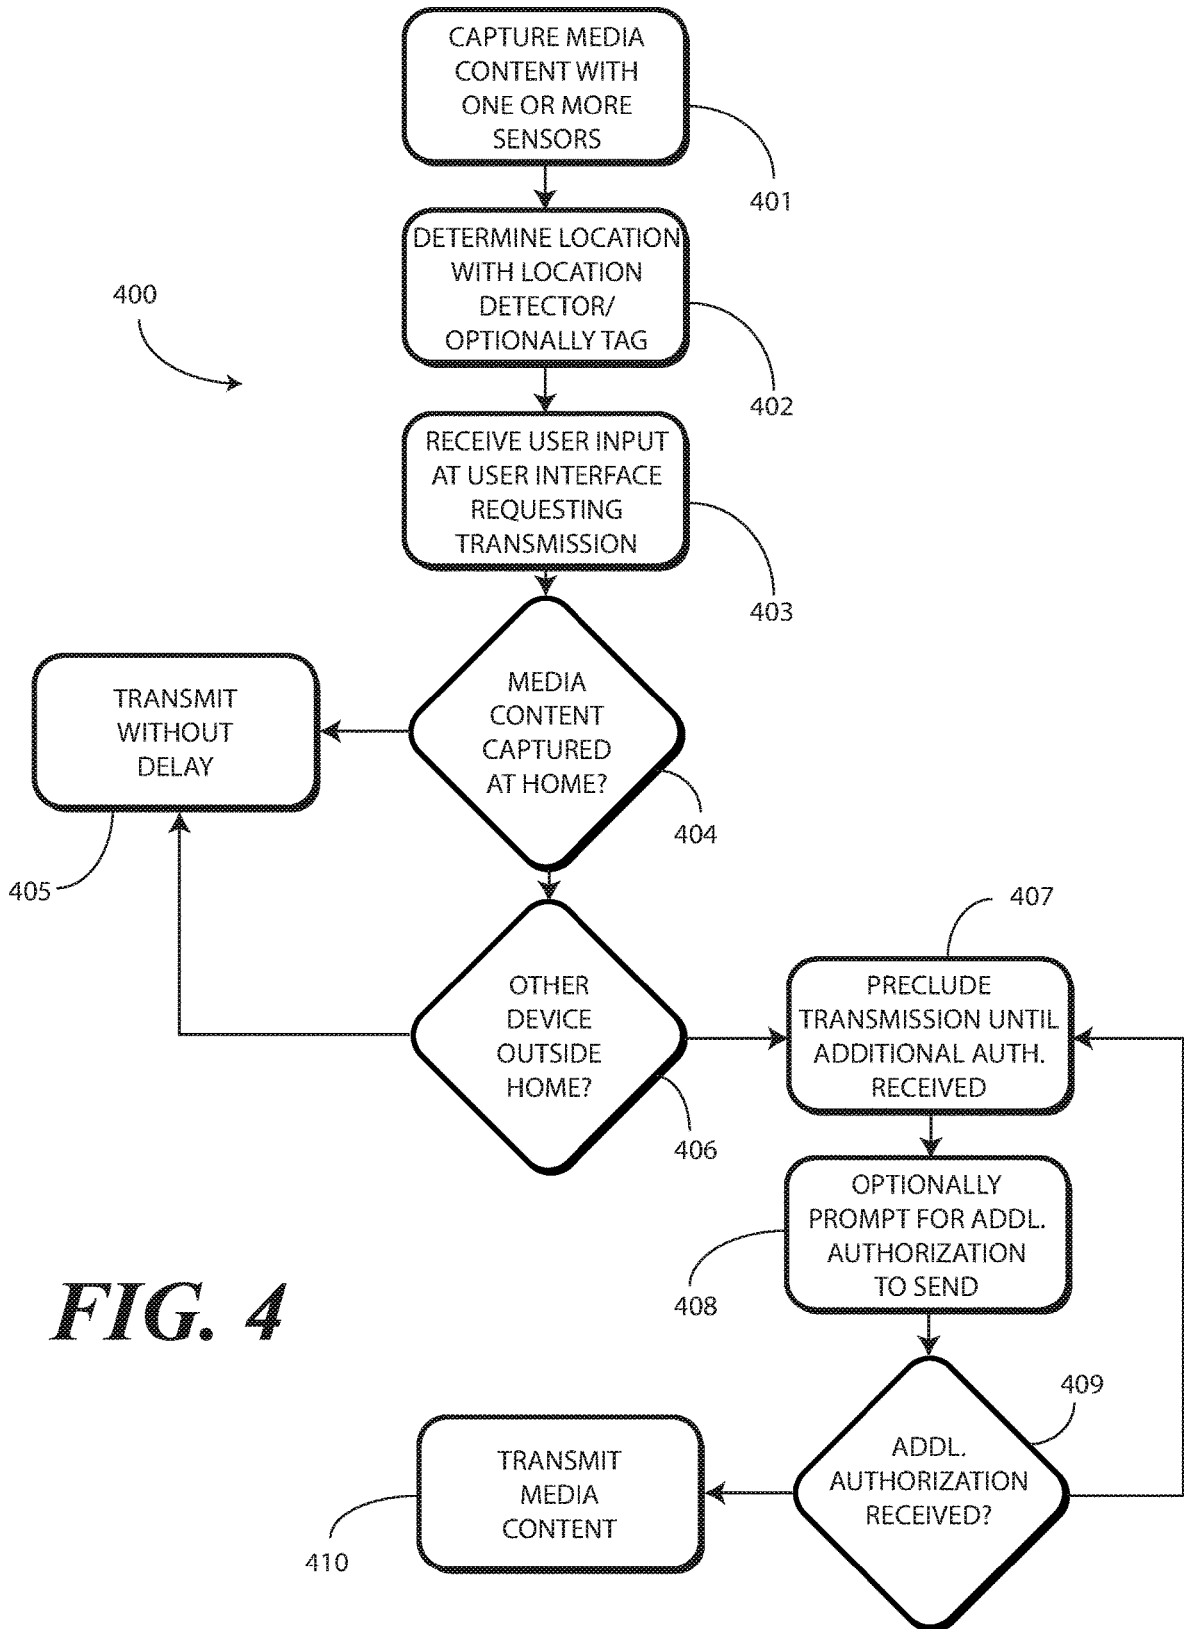 CAPTURE MEDIA
CONTENT WITH
ONE OR MORE
SENSORS
401
DETERMINE LOCATION
WITH LOCATION
DETECTOR/
OPTIONALLY TAG
402
400
RECEIVE USER INPUT
AT USER INTERFACE
REQUESTING
TRANSMISSION
403
MEDIA
CONTENT
CAPTURED
AT HOME?
404
TRANSMIT
WITHOUT
DELAY
405
OTHER
DEVICE
OUTSIDE
HOME?
406
407
PRECLUDE
TRANSMISSION UNTIL
ADDITIONAL AUTH.
RECEIVED
OPTIONALLY
PROMPT FOR ADDL.
AUTHORIZATION
TO SEND
408
FIG. 4
409
ADDL.
AUTHORIZATION
RECEIVED?
TRANSMIT
MEDIA
CONTENT
410